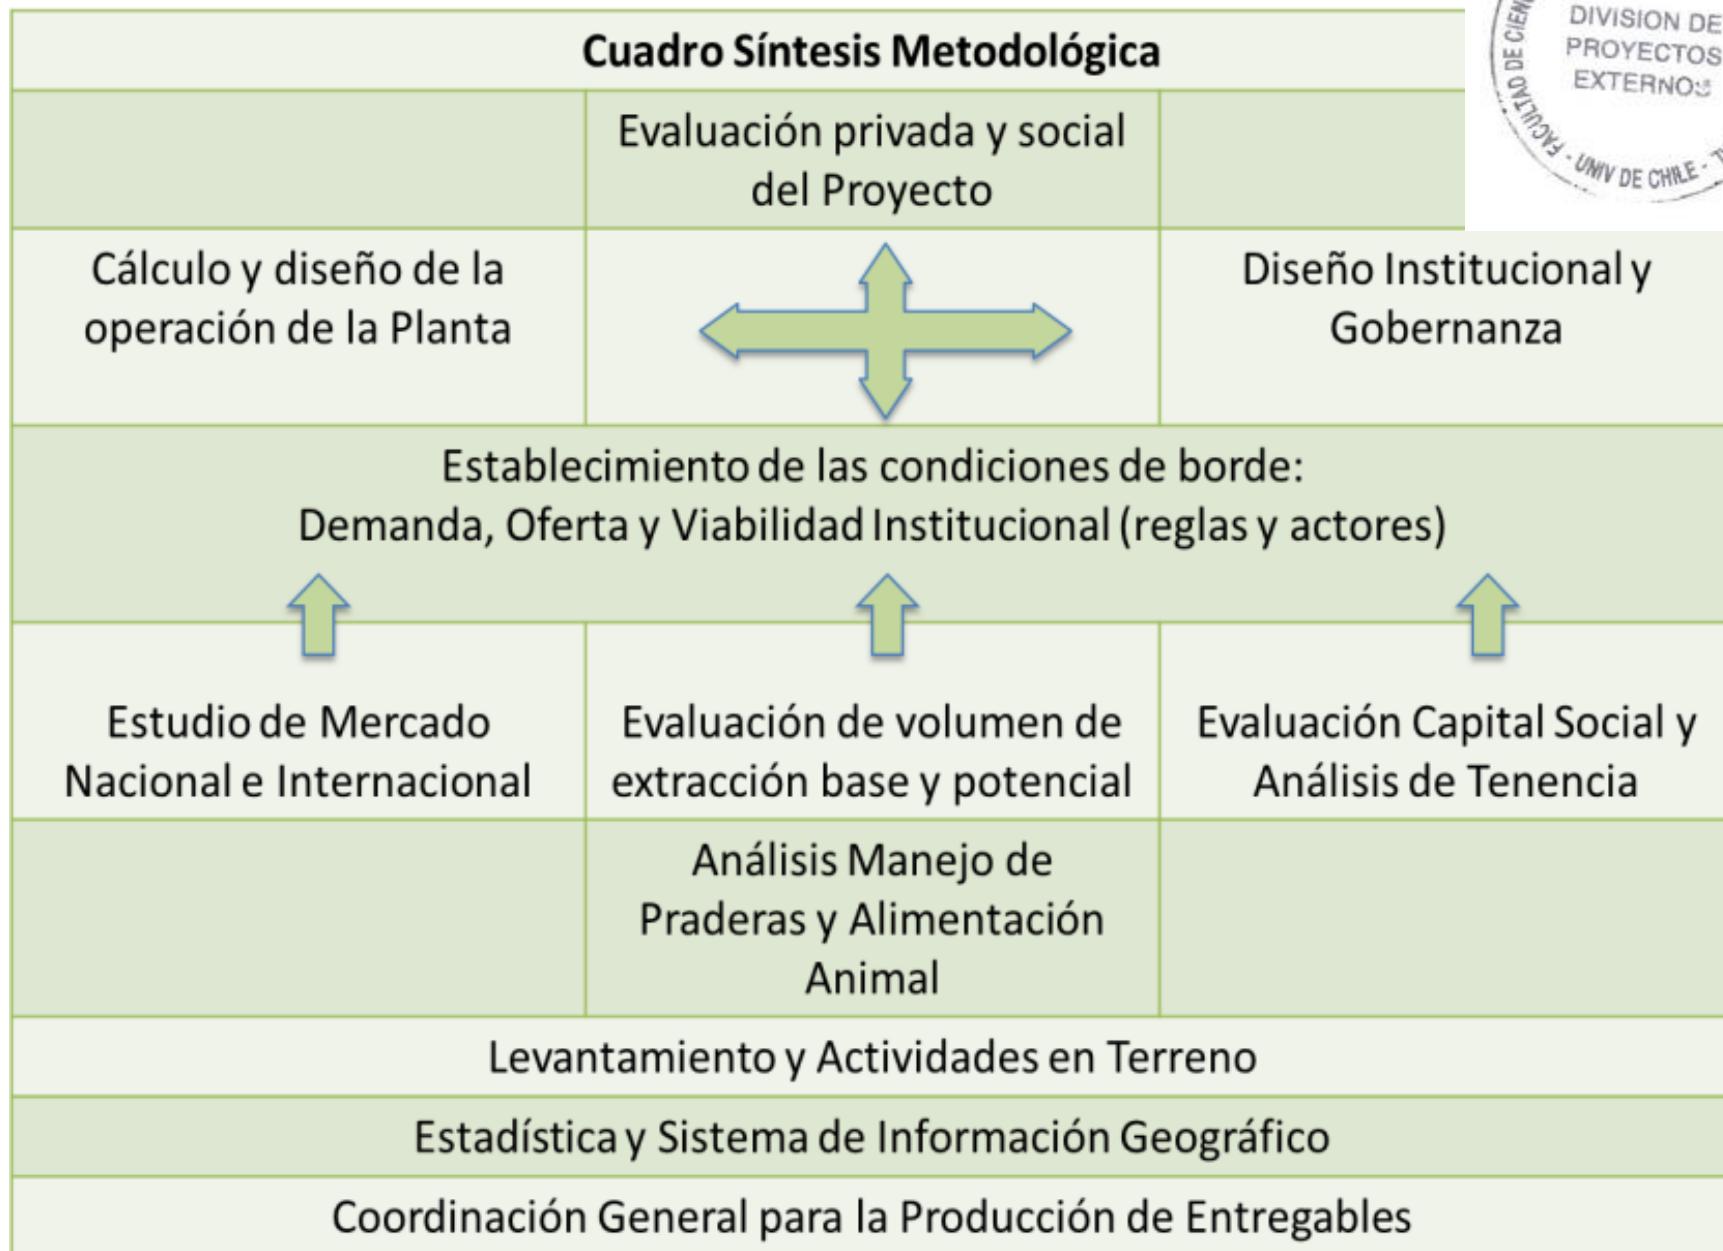 Cuadro Síntesis Metodológica
DIVISION DE
PROYECTOS
EXTERNOS
FACULTAD DE CIEN
- UNIV DE CHILE -
Evaluación privada y social
del Proyecto
Cálculo y diseño de la
operación de la Planta
Diseño Institucional y
Gobernanza
Establecimiento de las condiciones de borde:
Demanda, Oferta y Viabilidad Institucional (reglas y actores)
Estudio de Mercado
Nacional e Internacional
Evaluación de volumen de
extracción base y potencial
Evaluación Capital Social y
Análisis de Tenencia
Análisis Manejo de
Praderas y Alimentación
Animal
Levantamiento y Actividades en Terreno
Estadística y Sistema de Información Geográfico
Coordinación General para la Producción de Entregables